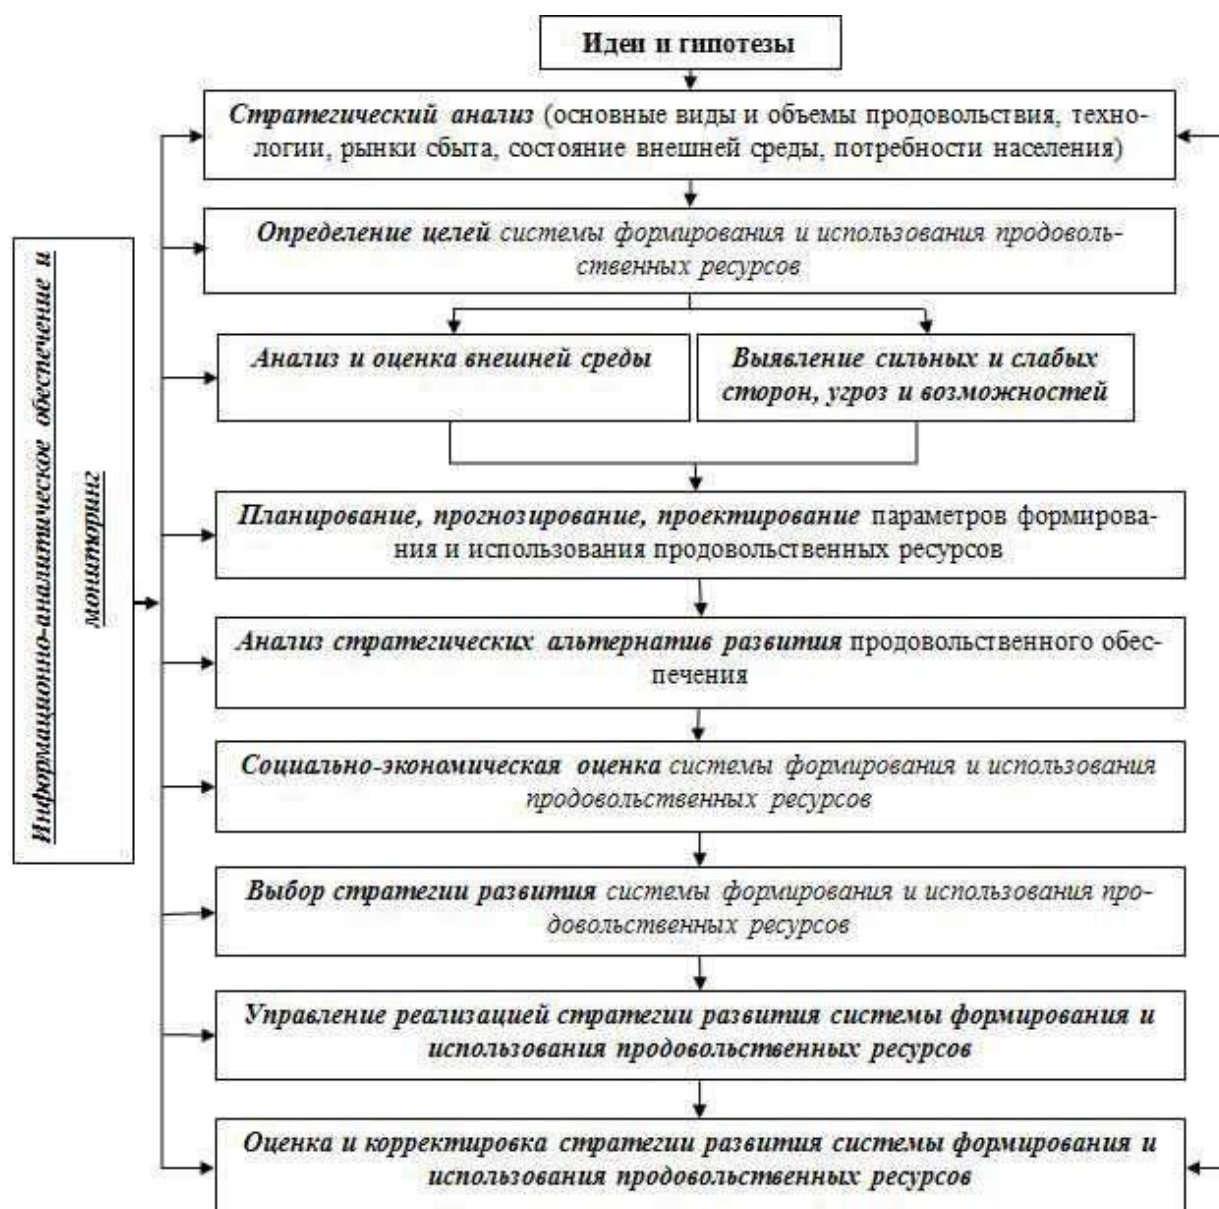 Идеи и гипотезы
Стратегический анализ (основные виды и объемы продовольствия, техно-
логии, рынки сбыта, состояние внешней среды, потребности населения)
Определение целей системы формирования и использования продоволь-
ственных ресурсов
Информационно-аналитическое обеспечение и
мониторинг
Анализ и оценка внешней среды
Выявление сильных и слабых
сторон, угроз и возможностей
Планирование, прогнозирование, проектирование параметров формирова-
ния и использования продовольственных ресурсов
Анализ стратегических альтернатив развития продовольственного обес-
печения
Социально-экономическая оценка системы формирования и использования
продовольственных ресурсов
Выбор стратегии развития системы формирования и использования про-
довольственных ресурсов
Управление реализацией стратегии развития системы формирования и
использования продовольственных ресурсов
Оценка и корректировка стратегии развития системы формирования и
использования продовольственных ресурсов